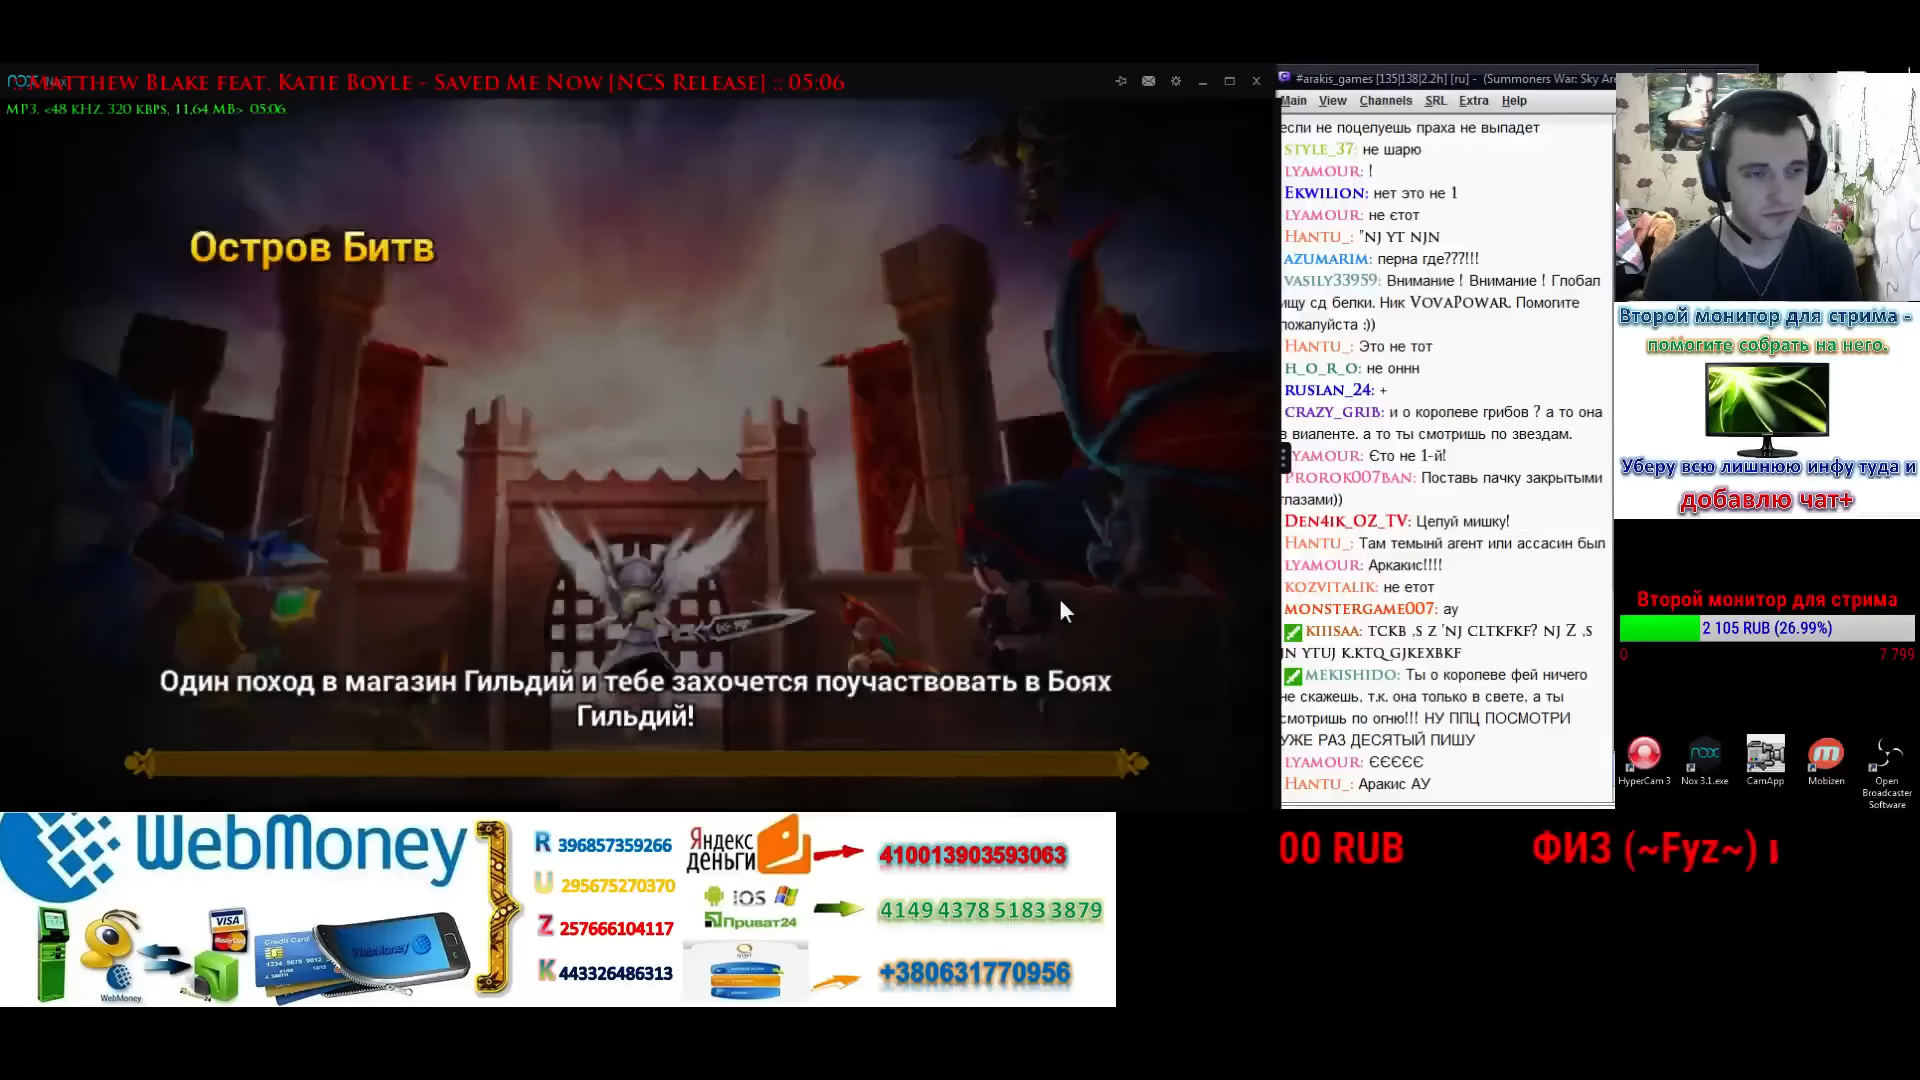 nox Nox
:: Matthew Blake feat. Katie Boyle - Saved Me Now [NCS Release] :: 05:06
MP3, <48 kHz, 320 kbps, 11,64 MB> 05:06
Остров Битв
Один поход в магазин Гильдий и тебе захочется поучаствовать в Боях
Гильдий!
#arakis_games [135|138|2.2h] [ru] - (Summoners War: Sky Are
Main View Channels SRL Extra Help
если не поцелуешь праха не выпадет
STYLE_37: не шарю
LYAMOUR: !
EKWILION: нет это не 1
LYAMOUR: не єтот
HANTU_: "NJ YT NJN
AZUMARIM: перна где???!!!
VASILY33959: Внимание ! Внимание ! Глобал
ищу сд белки. Ник VOVAPOWAR. Помогите
пожалуйста :))
HANTU_: Это не тот
H_O_R_O: не оннн
RUSLAN_24: +
CRAZY_GRIB: и о королеве грибов ? а то она
в виаленте. а то ты смотришь по звездам.
LYAMOUR: Єто не 1-й!
PROROK007BAN: Поставь пачку закрытыми
глазами))
DEN4IK_OZ_TV: Целуй мишку!
HANTU_: Там темынй агент или ассасин был
LYAMOUR: Аркакис!!!!
KOZVITALIK: не етот
MONSTERGAME007: ау
KIIISAA: TCKB ,S Z 'NJ CLTKFKF? NJ Z ,S
JN YTUJ K.,KTQ GJKEXBKF
MEKISHIDO: Ты о королеве фей ничего
не скажешь, т.к. она только в свете, а ты
смотришь по огню!!! НУ ППЦ ПОСМОТРИ
УЖЕ РАЗ ДЕСЯТЫЙ ПИШУ
LYAMOUR: ЄЄЄЄЄ
HANTU_: Аракис АУ
Второй монитор для стрима -
помогите собрать на него.
Уберу всю лишнюю инфу туда и
добавлю чат+
Второй монитор для стрима
2 105 RUB (26.99%)
0 7 799
HyperCam 3
Nox 3.1.exe
CamApp
Mobizen
Open
Broadcaster
Software
00 RUB ФИЗ (~Fyz~)
WebMoney
R 396857359266
U 295675270370
Z 257666104117
K 443326486313
VISA
MasterCard
Credit Card
WebMoney
WebMoney
Яндекс
деньги
410013903593063
iOS
Приват24
4149 4378 5183 3879
QIWI
+380631770956